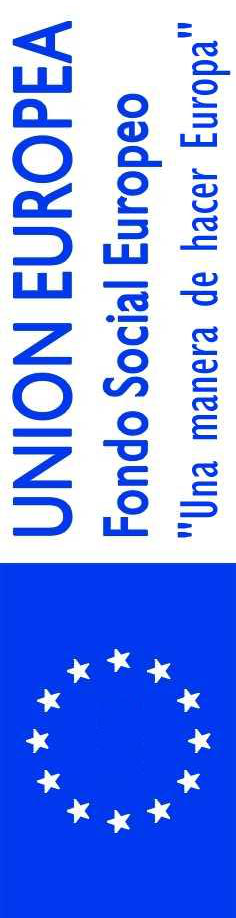 UNION EUROPEA
Fondo Social Europeo
"Una manera de hacer Europa"